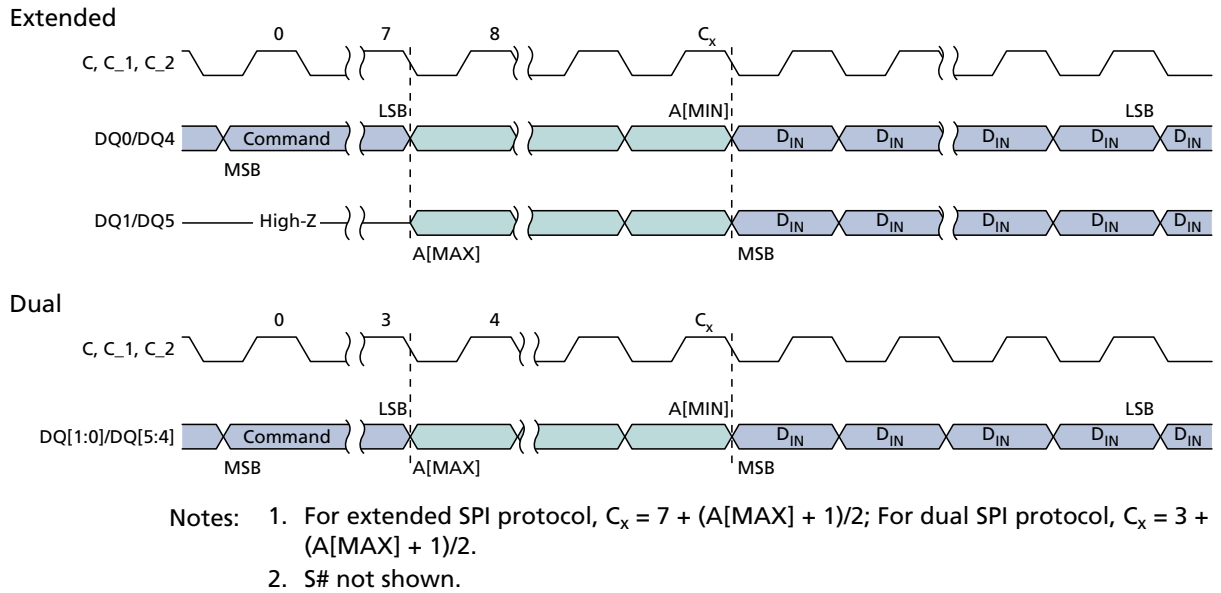 Extended
0 7 8 Cx
C, C_1, C_2
LSB A[MIN] LSB
DQ0/DQ4 Command DIN DIN DIN DIN DIN
MSB
DQ1/DQ5 High-Z DIN DIN DIN DIN DIN
A[MAX] MSB
Dual
0 3 4 Cx
C, C_1, C_2
LSB A[MIN] LSB
DQ[1:0]/DQ[5:4] Command DIN DIN DIN DIN DIN
MSB A[MAX] MSB
Notes: 1. For extended SPI protocol, Cx = 7 + (A[MAX] + 1)/2; For dual SPI protocol, Cx = 3 +
(A[MAX] + 1)/2.
2. S# not shown.